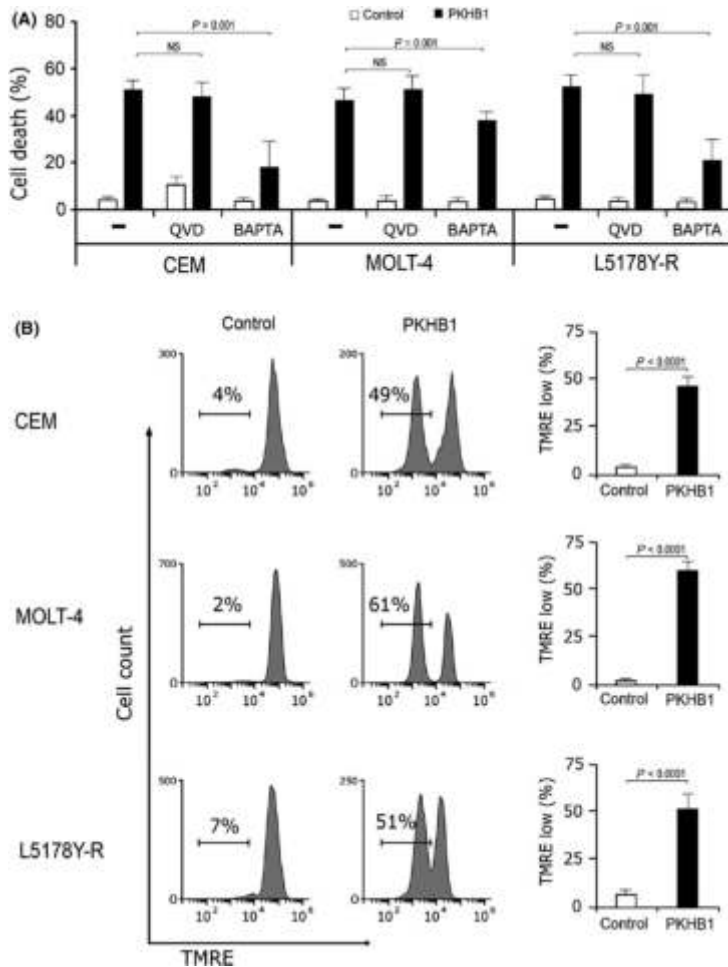 (A)
Control PKHB1
80
60
40
20
0
Cell death (%)
P = 0.001
NS
P = 0.001
NS
P = 0.001
NS
- QVD BAPTA - QVD BAPTA - QVD BAPTA
CEM MOLT-4 L5178Y-R
(B)
Control PKHB1
CEM
300
0
4%
10² 10⁴ 10⁶
200
0
49%
10² 10⁴ 10⁶
TMRE low (%)
75
50
25
0
P < 0.0001
Control PKHB1
MOLT-4
700
0
2%
10² 10⁴ 10⁶
500
0
61%
10² 10⁴ 10⁶
TMRE low (%)
75
50
25
0
P < 0.0001
Control PKHB1
L5178Y-R
500
0
7%
10² 10⁴ 10⁶
250
0
51%
10² 10⁴ 10⁶
TMRE low (%)
75
50
25
0
P < 0.0001
Control PKHB1
Cell count
TMRE